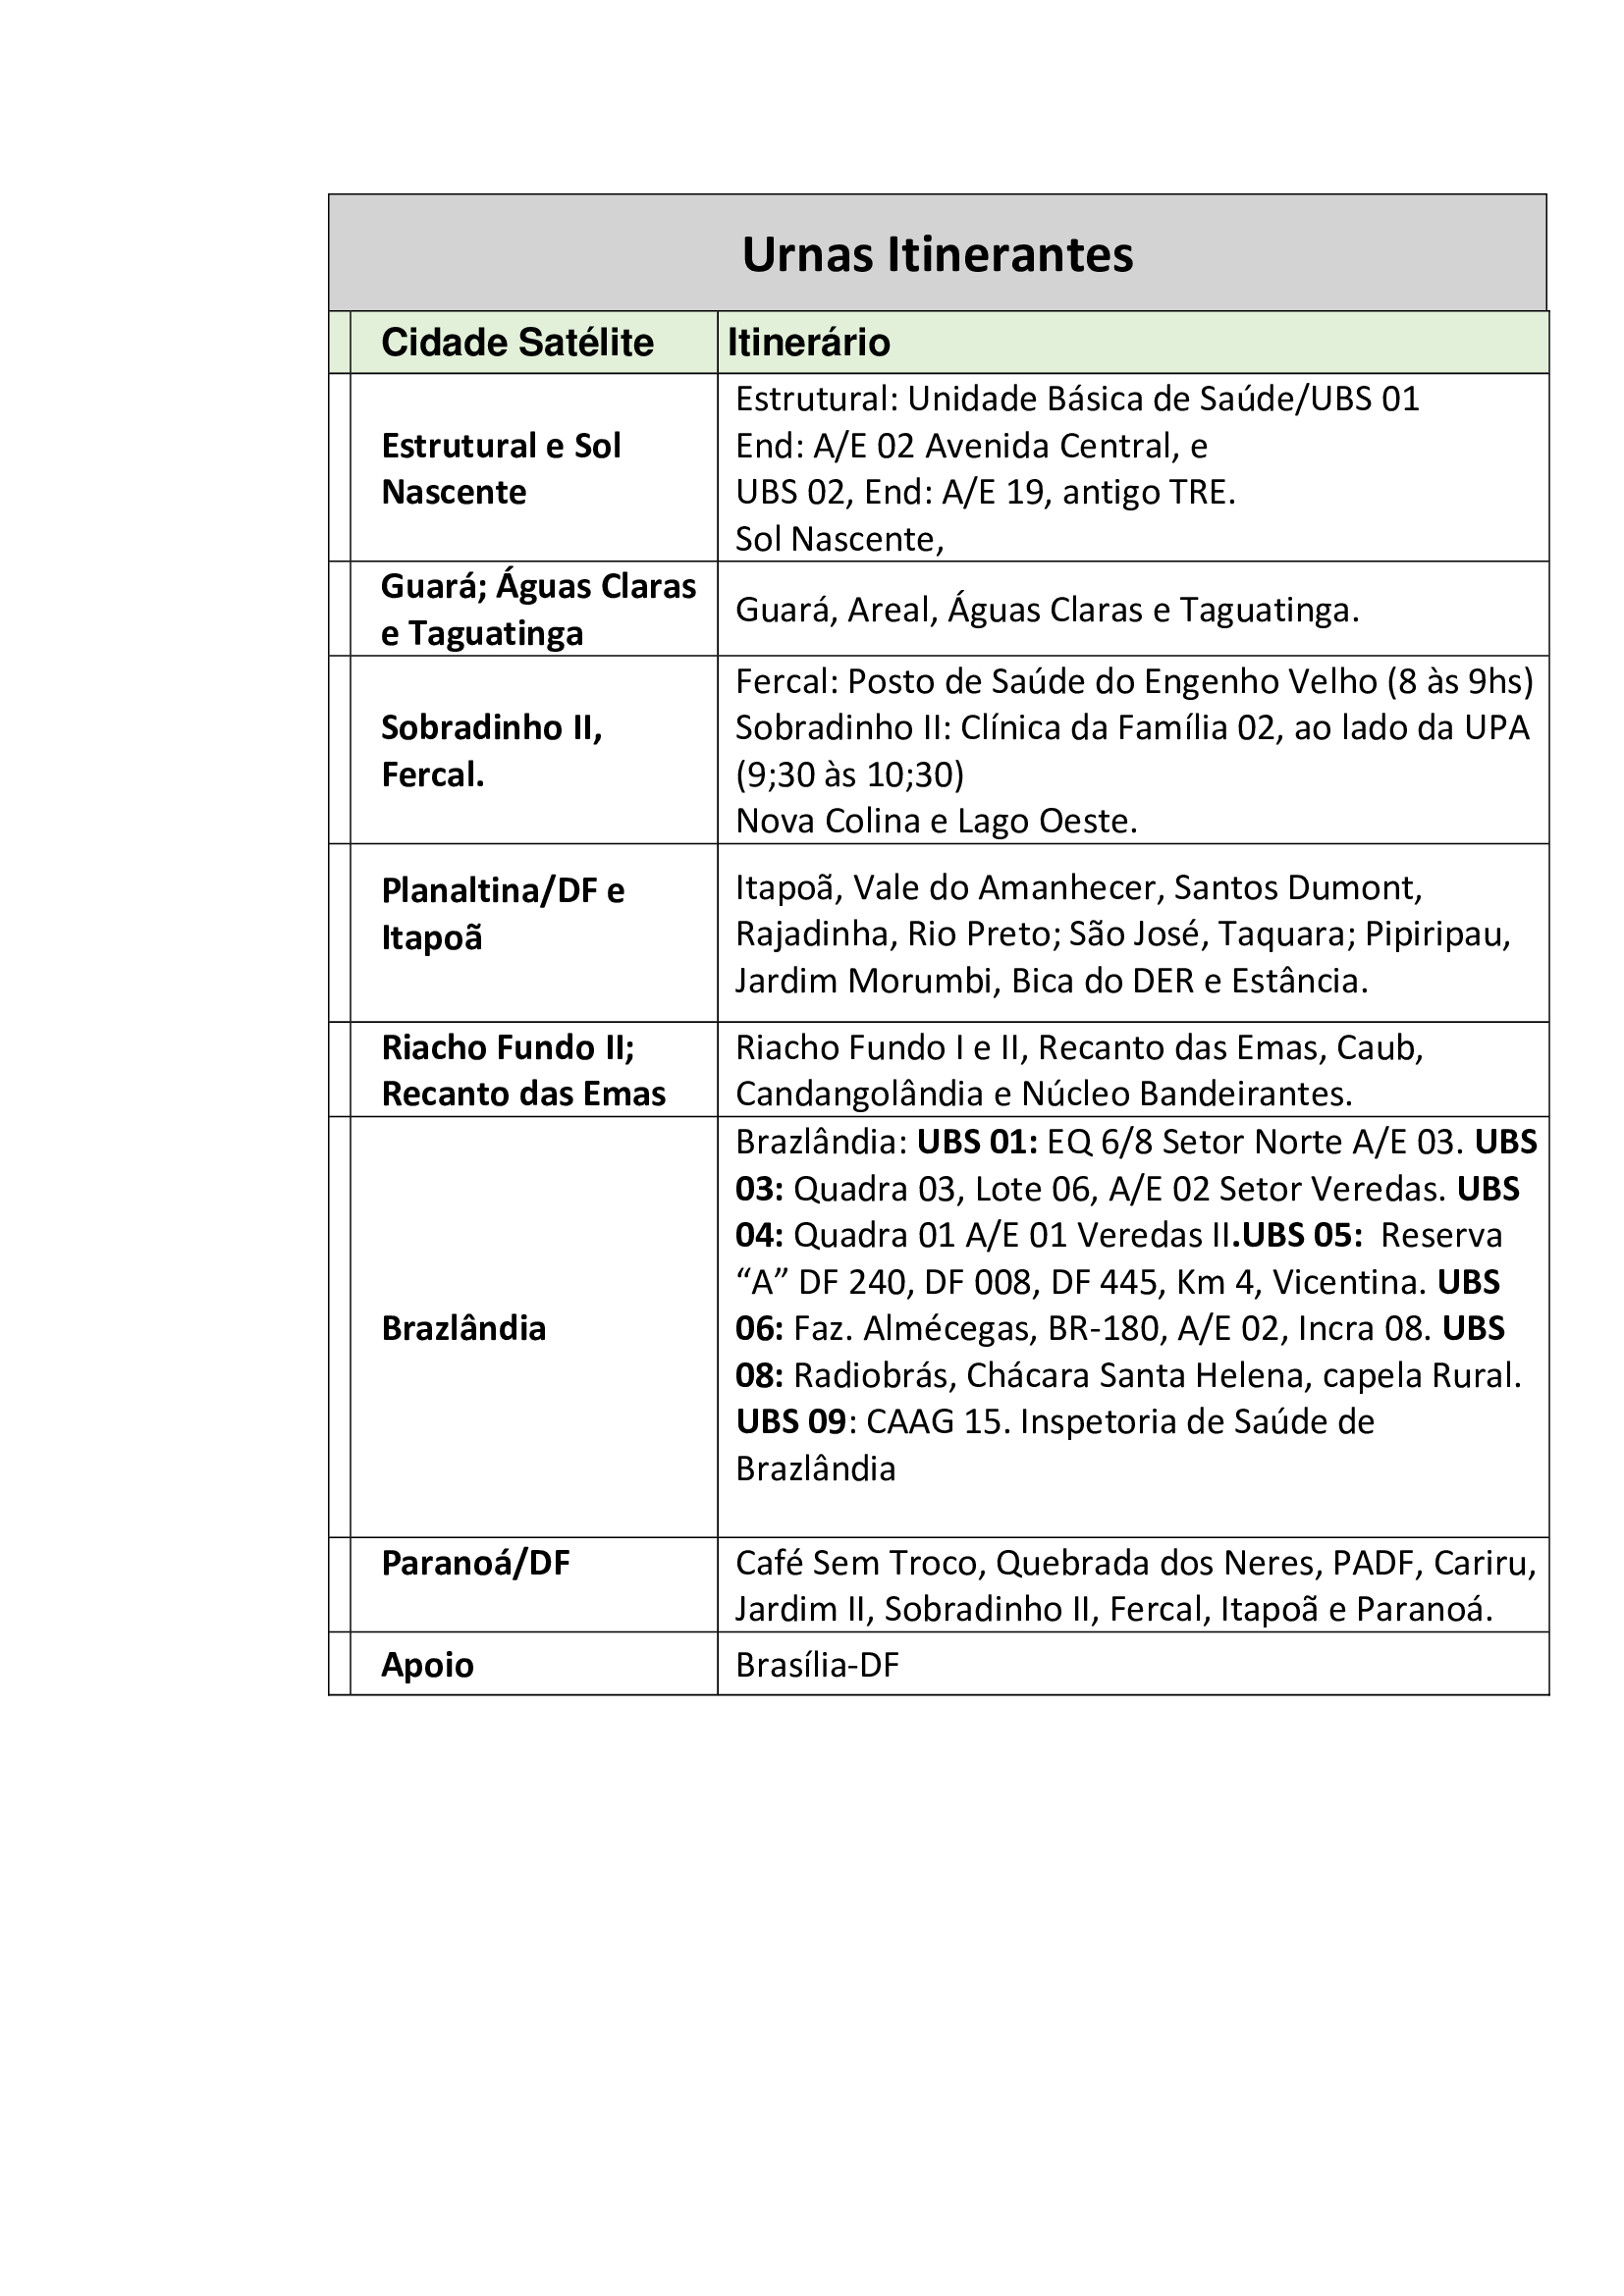 Urnas Itinerantes
Cidade Satélite
Itinerário
Estrutural e Sol
Nascente
Estrutural: Unidade Básica de Saúde/UBS 01
End: A/E 02 Avenida Central, e
UBS 02, End: A/E 19, antigo TRE.
Sol Nascente,
Guará; Águas Claras
e Taguatinga
Guará, Areal, Águas Claras e Taguatinga.
Sobradinho II,
Fercal.
Fercal: Posto de Saúde do Engenho Velho (8 às 9hs)
Sobradinho II: Clínica da Família 02, ao lado da UPA
(9;30 às 10;30)
Nova Colina e Lago Oeste.
Planaltina/DF e
Itapoã
Itapoã, Vale do Amanhecer, Santos Dumont,
Rajadinha, Rio Preto; São José, Taquara; Pipiripau,
Jardim Morumbi, Bica do DER e Estância.
Riacho Fundo II;
Recanto das Emas
Riacho Fundo I e II, Recanto das Emas, Caub,
Candangolândia e Núcleo Bandeirantes.
Brazlândia
Brazlândia: UBS 01: EQ 6/8 Setor Norte A/E 03. UBS
03: Quadra 03, Lote 06, A/E 02 Setor Veredas. UBS
04: Quadra 01 A/E 01 Veredas II.UBS 05:  Reserva
“A” DF 240, DF 008, DF 445, Km 4, Vicentina. UBS
06: Faz. Almécegas, BR-180, A/E 02, Incra 08. UBS
08: Radiobrás, Chácara Santa Helena, capela Rural.
UBS 09: CAAG 15. Inspetoria de Saúde de
Brazlândia
Paranoá/DF
Café Sem Troco, Quebrada dos Neres, PADF, Cariru,
Jardim II, Sobradinho II, Fercal, Itapoã e Paranoá.
Apoio
Brasília-DF